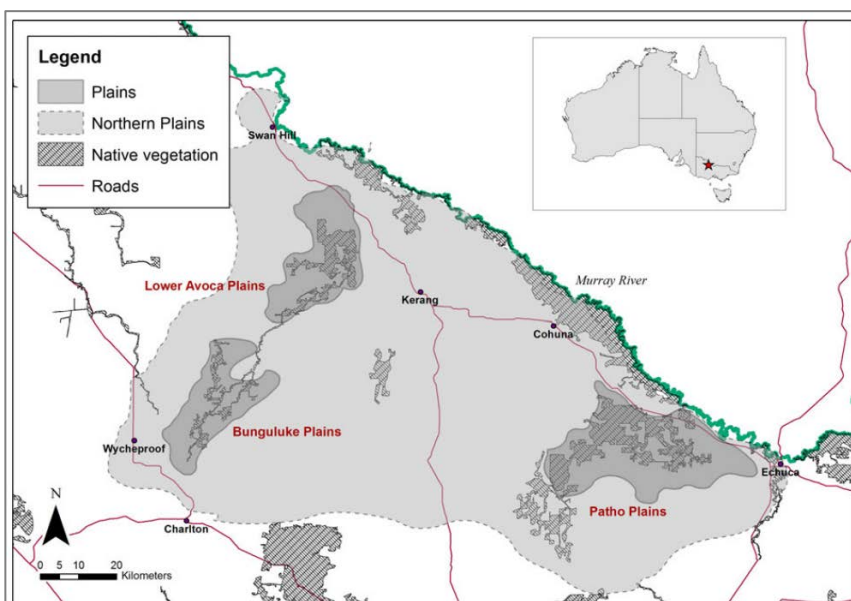 Legend
Plains
Northern Plains
Native vegetation
Roads
Swan Hill
Murray River
Lower Avoca Plains
Kerang
Cohuna
Bunguluke Plains
Wycheproof
Echuca
Patho Plains
N
Charlton
0 5 10 20
Kilometers